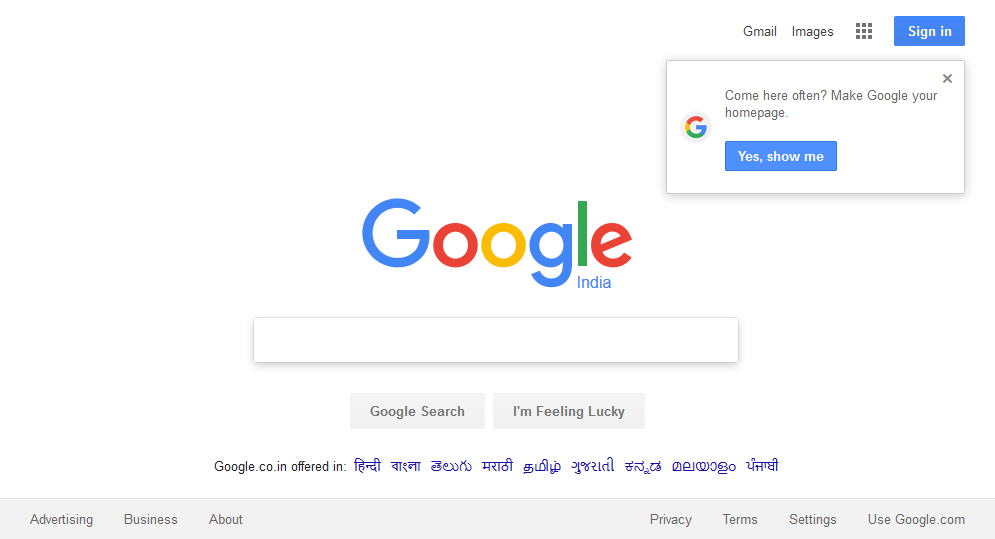 Gmail Images Sign in
Come here often? Make Google your
homepage.
Yes, show me
Google
India
Google Search I'm Feeling Lucky
Google.co.in offered in: हिन्दी বাংলা తెలుగు मराठी தமிழ் ગુજરાતી ಕನ್ನಡ മലയാളം ਪੰਜਾਬੀ
Advertising Business About Privacy Terms Settings Use Google.com